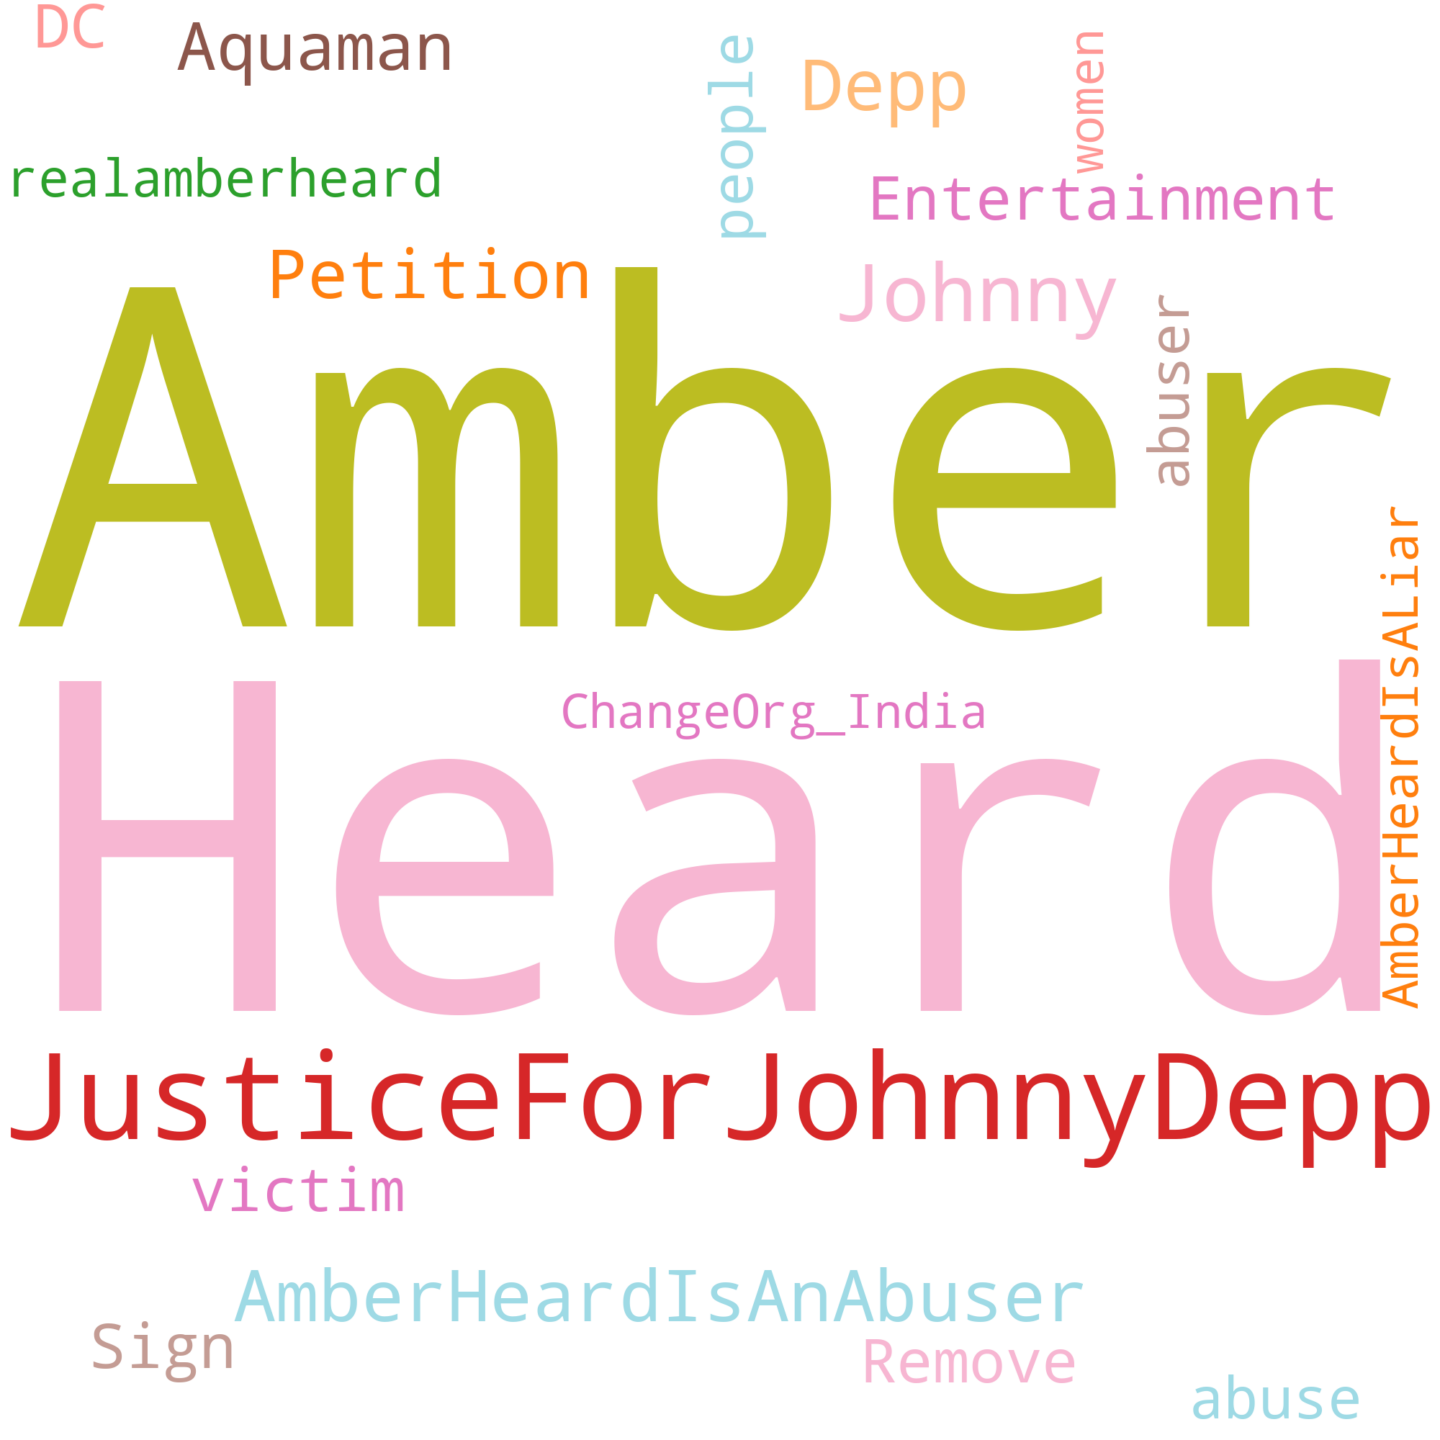 DC
Aquaman
people
Depp
women
realamberheard
Entertainment
Petition
Johnny
abuser
Amber
AmberHeardIsALiar
ChangeOrg_India
Heard
JusticeForJohnnyDepp
victim
AmberHeardIsAnAbuser
Sign
Remove
abuse